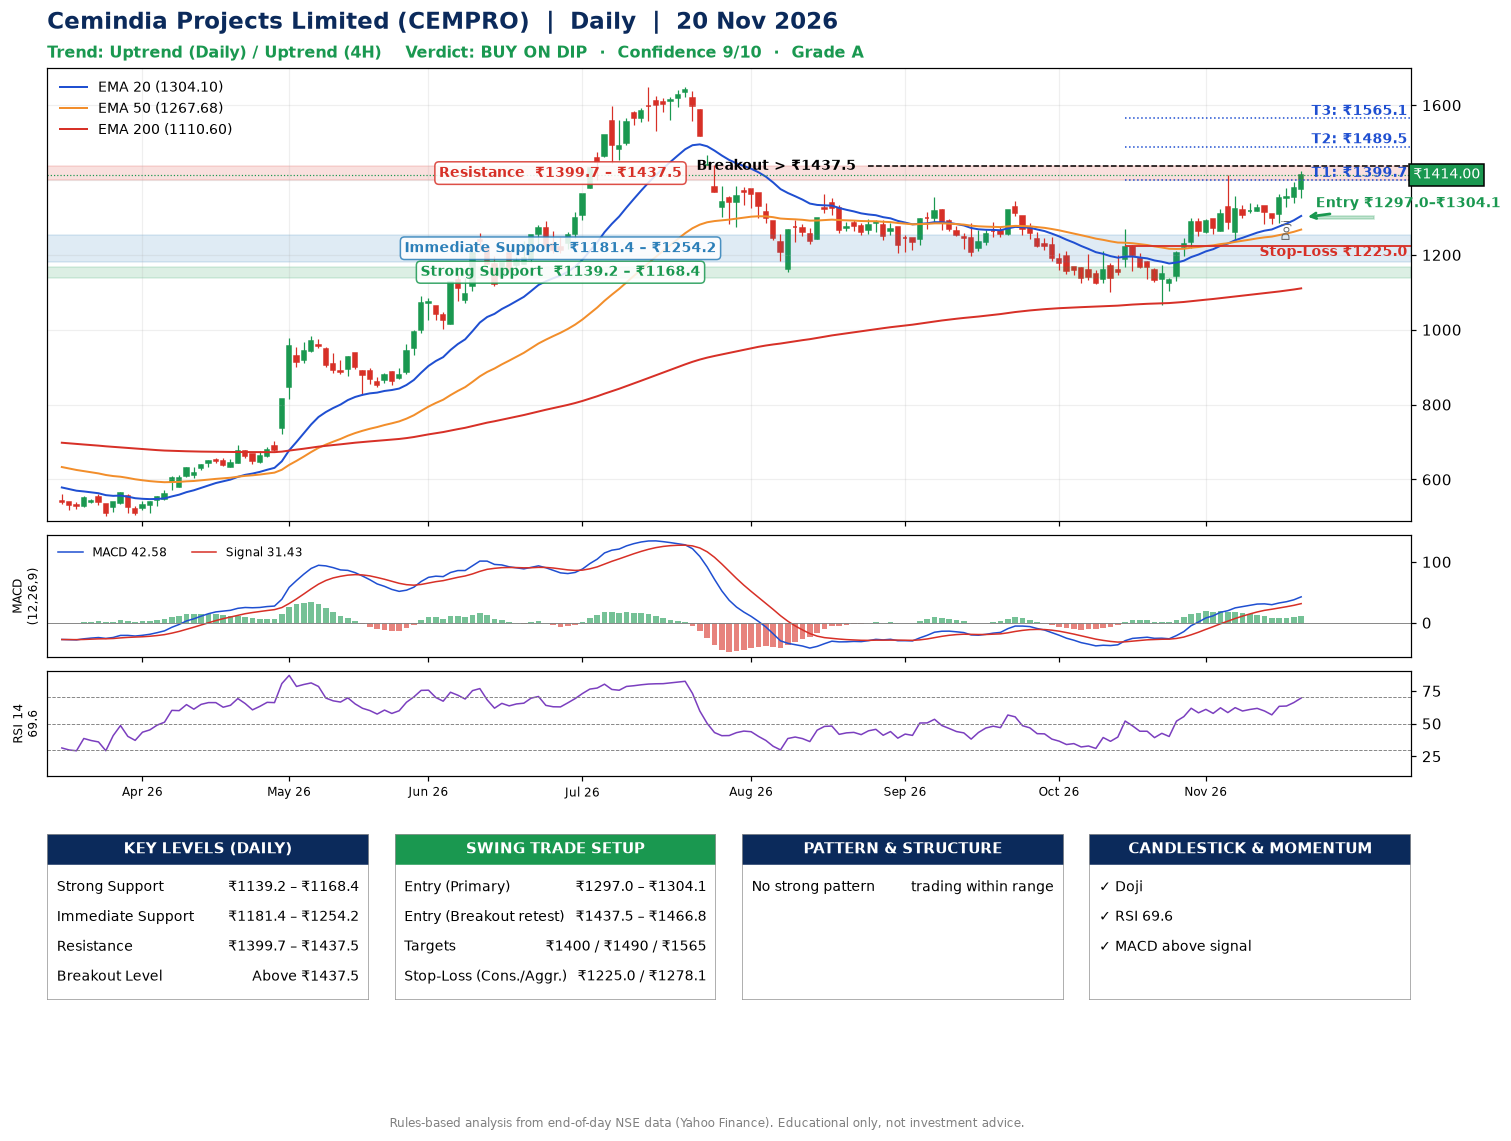 Cemindia Projects Limited (CEMPRO) | Daily | 20 Nov 2026
Trend: Uptrend (Daily) / Uptrend (4H) Verdict: BUY ON DIP · Confidence 9/10 · Grade A
EMA 20 (1304.10)
EMA 50 (1267.68)
EMA 200 (1110.60)
T3: ₹1565.1
T2: ₹1489.5
Breakout > ₹1437.5
Resistance ₹1399.7 – ₹1437.5
T1: ₹1399.7
₹1414.00
Entry ₹1297.0–₹1304.1
Doji
Immediate Support ₹1181.4 – ₹1254.2
Stop-Loss ₹1225.0
Strong Support ₹1139.2 – ₹1168.4
1600
1200
1000
800
600
MACD 42.58
Signal 31.43
MACD
(12,26,9)
100
0
RSI 14
69.6
75
50
25
Apr 26
May 26
Jun 26
Jul 26
Aug 26
Sep 26
Oct 26
Nov 26
KEY LEVELS (DAILY)
Strong Support ₹1139.2 – ₹1168.4
Immediate Support ₹1181.4 – ₹1254.2
Resistance ₹1399.7 – ₹1437.5
Breakout Level Above ₹1437.5
SWING TRADE SETUP
Entry (Primary) ₹1297.0 – ₹1304.1
Entry (Breakout retest) ₹1437.5 – ₹1466.8
Targets ₹1400 / ₹1490 / ₹1565
Stop-Loss (Cons./Aggr.) ₹1225.0 / ₹1278.1
PATTERN & STRUCTURE
No strong pattern trading within range
CANDLESTICK & MOMENTUM
✓ Doji
✓ RSI 69.6
✓ MACD above signal
Rules-based analysis from end-of-day NSE data (Yahoo Finance). Educational only, not investment advice.